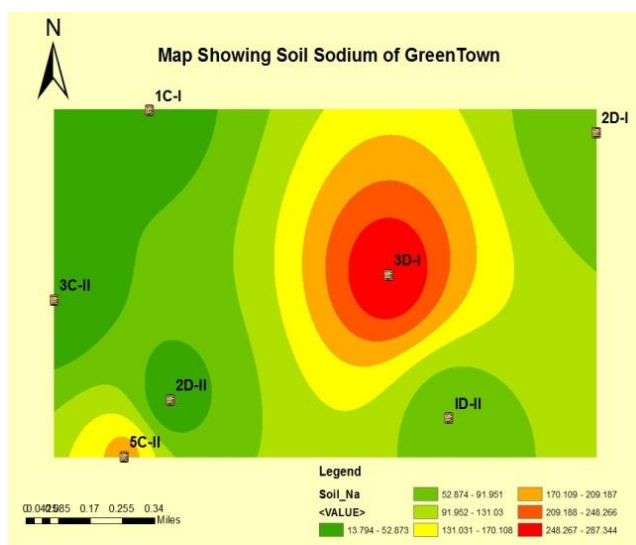 N
Map Showing Soil Sodium of GreenTown
1C-I
2D-I
3D-I
3C-II
2D-II
ID-II
5C-II
Legend
Soil_Na
<VALUE>
13.794 - 52.873
52.874 - 91.951
91.952 - 131.03
131.031 - 170.108
170.109 - 209.187
209.188 - 248.266
248.267 - 287.344
0.17 0.255 0.34
Miles